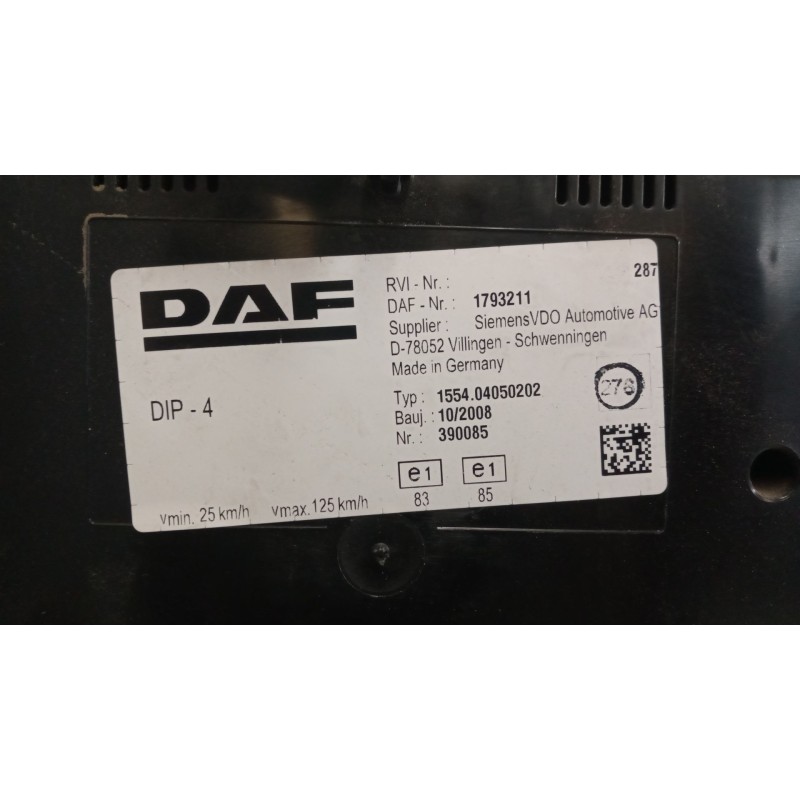 DAF
RVI - Nr. : 287
DAF - Nr. : 1793211
Supplier : SiemensVDO Automotive AG
D-78052 Villingen - Schwenningen
Made in Germany
DIP - 4
Typ : 1554.04050202
Bauj. : 10/2008
Nr. : 390085
276
e1 e1
83 85
vmin. 25 km/h vmax. 125 km/h